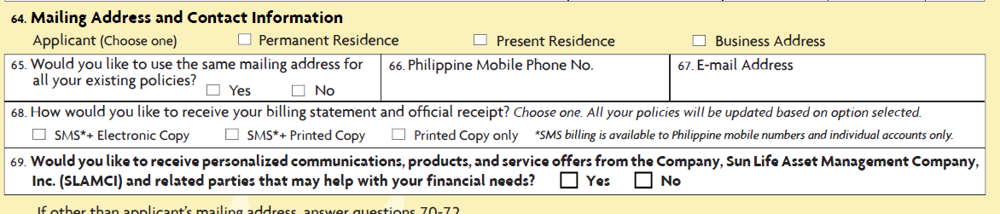 64. Mailing Address and Contact Information
Applicant (Choose one) Permanent Residence Present Residence Business Address
65. Would you like to use the same mailing address for
all your existing policies? Yes No
66. Philippine Mobile Phone No.
67. E-mail Address
68. How would you like to receive your billing statement and official receipt? Choose one. All your policies will be updated based on option selected.
SMS*+ Electronic Copy SMS*+ Printed Copy Printed Copy only *SMS billing is available to Philippine mobile numbers and individual accounts only.
69. Would you like to receive personalized communications, products, and service offers from the Company, Sun Life Asset Management Company,
Inc. (SLAMCI) and related parties that may help with your financial needs? Yes No
If other than applicant's mailing address, answer questions 70-72